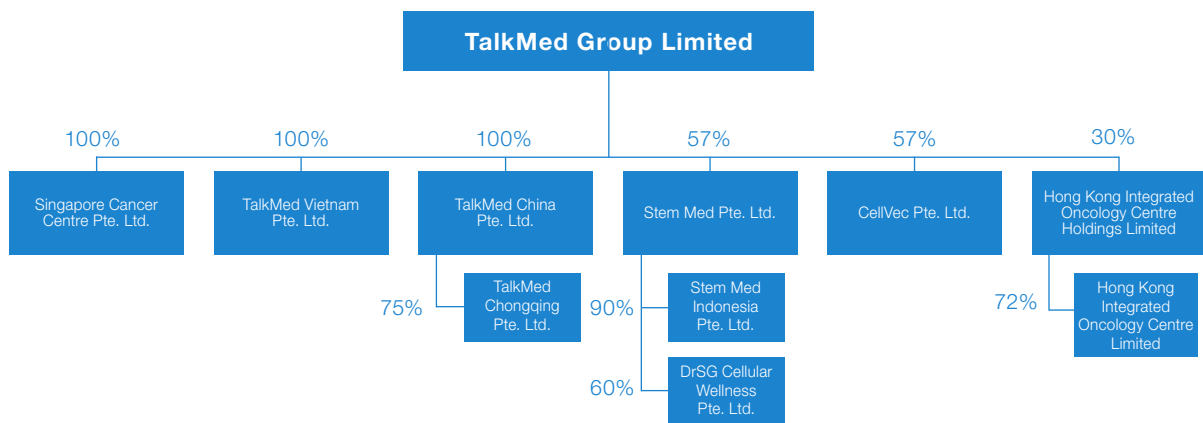 TalkMed Group Limited
100%
100%
100%
57%
57%
30%
Singapore Cancer
Centre Pte. Ltd.
TalkMed Vietnam
Pte. Ltd.
TalkMed China
Pte. Ltd.
Stem Med Pte. Ltd.
CellVec Pte. Ltd.
Hong Kong Integrated
Oncology Centre
Holdings Limited
75%
TalkMed
Chongqing
Pte. Ltd.
90%
Stem Med
Indonesia
Pte. Ltd.
72%
Hong Kong
Integrated
Oncology Centre
Limited
60%
DrSG Cellular
Wellness
Pte. Ltd.